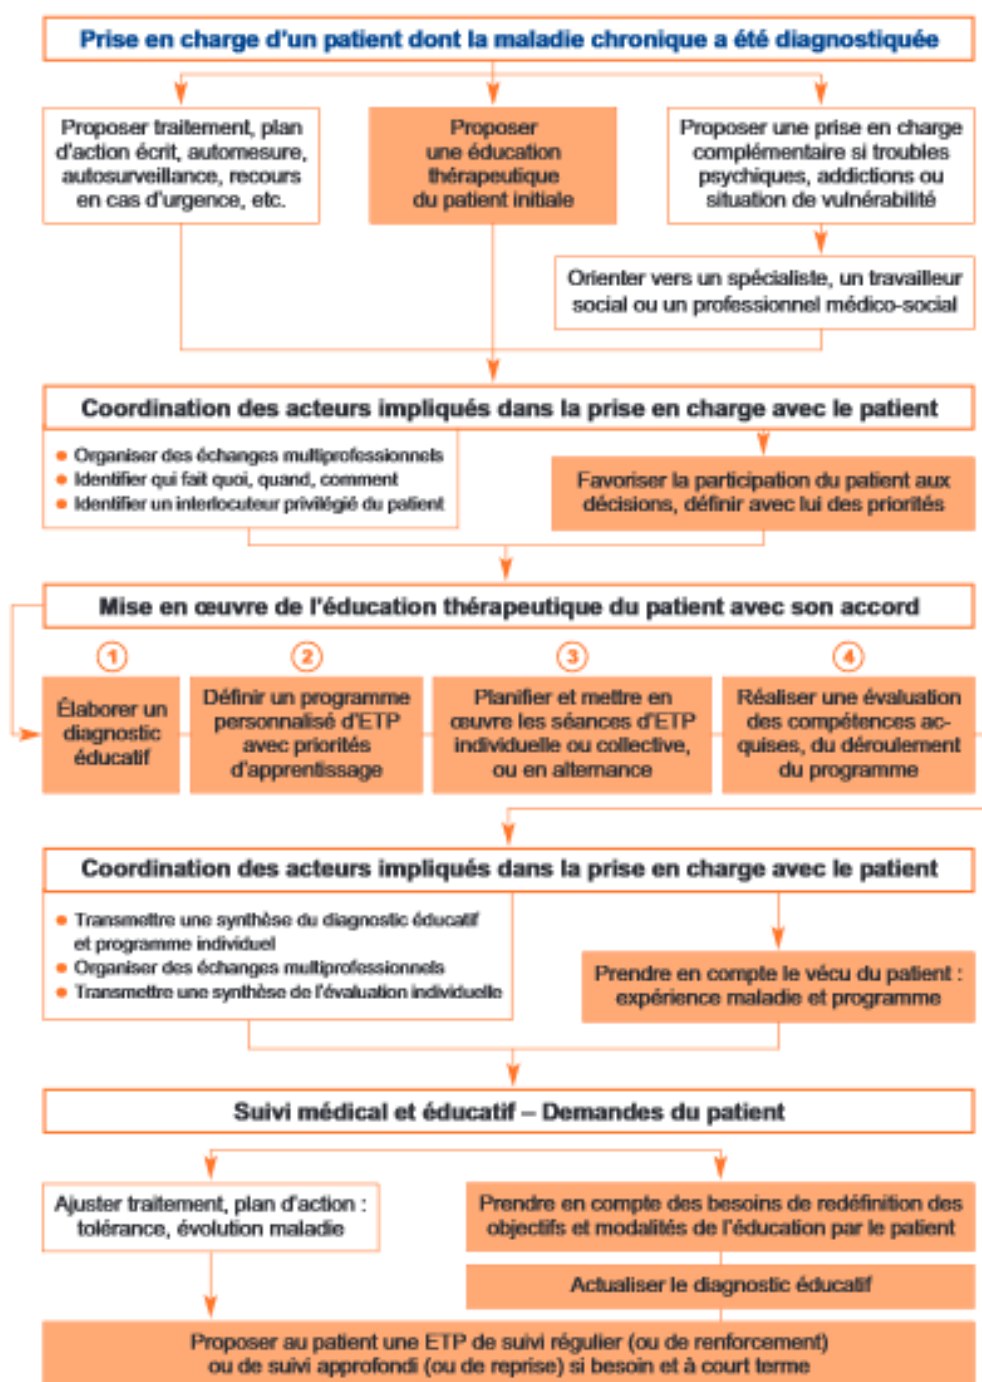 Prise en charge d'un patient dont la maladie chronique a été diagnostiquée
Proposer traitement, plan
d'action écrit, automesure,
autosurveillance, recours
en cas d'urgence, etc.
Proposer
une éducation
thérapeutique
du patient initiale
Proposer une prise en charge
complémentaire si troubles
psychiques, addictions ou
situation de vulnérabilité
Orienter vers un spécialiste, un travailleur
social ou un professionnel médico-social
Coordination des acteurs impliqués dans la prise en charge avec le patient
• Organiser des échanges multiprofessionnels
• Identifier qui fait quoi, quand, comment
• Identifier un interlocuteur privilégié du patient
Favoriser la participation du patient aux
décisions, définir avec lui des priorités
Mise en œuvre de l'éducation thérapeutique du patient avec son accord
1
Élaborer un
diagnostic
éducatif
2
Définir un programme
personnalisé d'ETP
avec priorités
d'apprentissage
3
Planifier et mettre en
œuvre les séances d'ETP
individuelle ou collective,
ou en alternance
4
Réaliser une évaluation
des compétences ac-
quises, du déroulement
du programme
Coordination des acteurs impliqués dans la prise en charge avec le patient
• Transmettre une synthèse du diagnostic éducatif
et programme individuel
• Organiser des échanges multiprofessionnels
• Transmettre une synthèse de l'évaluation individuelle
Prendre en compte le vécu du patient :
expérience maladie et programme
Suivi médical et éducatif – Demandes du patient
Ajuster traitement, plan d'action :
tolérance, évolution maladie
Prendre en compte des besoins de redéfinition des
objectifs et modalités de l'éducation par le patient
Actualiser le diagnostic éducatif
Proposer au patient une ETP de suivi régulier (ou de renforcement)
ou de suivi approfondi (ou de reprise) si besoin et à court terme